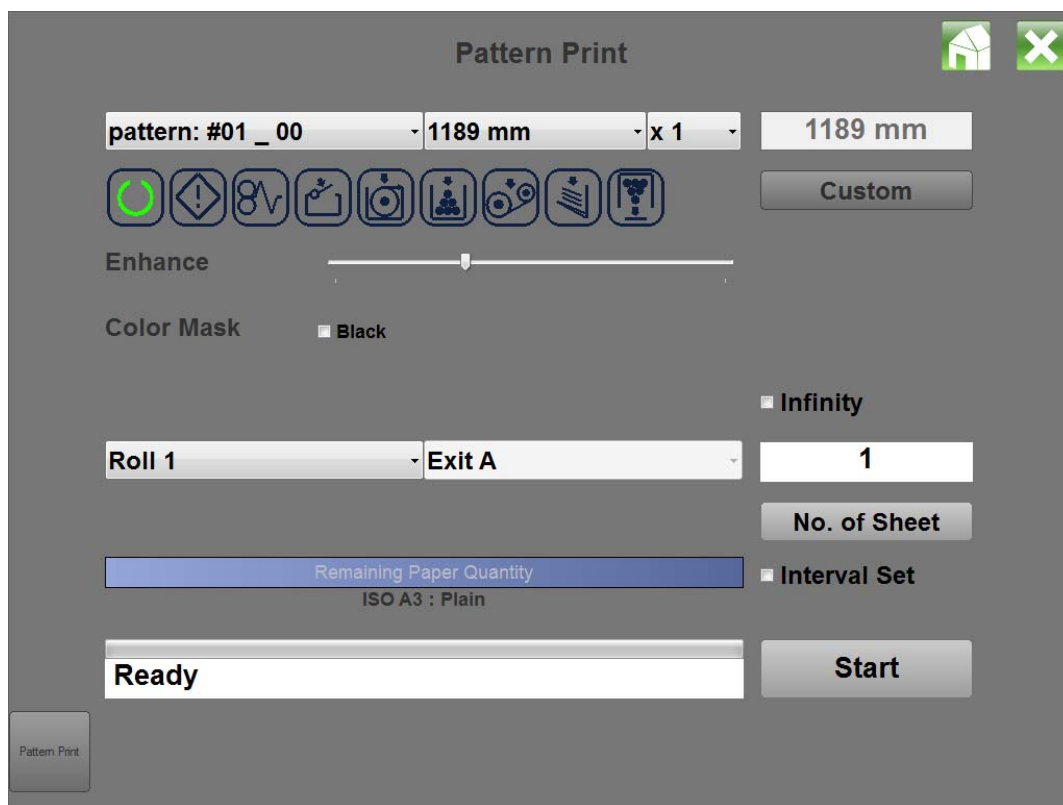 Pattern Print
pattern: #01 _ 00 1189 mm x 1 1189 mm
Custom
Enhance
Color Mask Black
Infinity
Roll 1 Exit A 1
No. of Sheet
Remaining Paper Quantity Interval Set
ISO A3 : Plain
Ready Start
Pattern Print